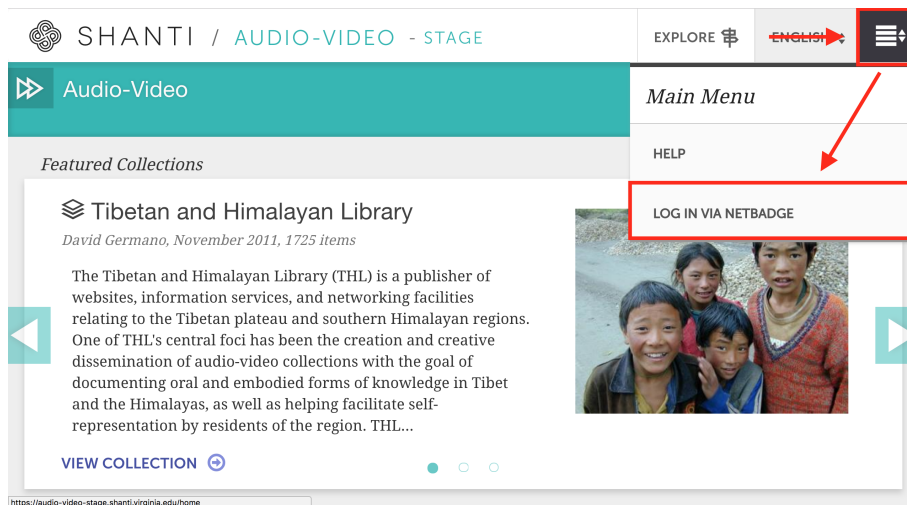 SHANTI / AUDIO-VIDEO - STAGE
EXPLORE
ENGLISH
Audio-Video
Main Menu
HELP
LOG IN VIA NETBADGE
Featured Collections
Tibetan and Himalayan Library
David Germano, November 2011, 1725 items
The Tibetan and Himalayan Library (THL) is a publisher of
websites, information services, and networking facilities
relating to the Tibetan plateau and southern Himalayan regions.
One of THL's central foci has been the creation and creative
dissemination of audio-video collections with the goal of
documenting oral and embodied forms of knowledge in Tibet
and the Himalayas, as well as helping facilitate self-
representation by residents of the region. THL...
VIEW COLLECTION
https://audio-video-stage.shanti.virginia.edu/home